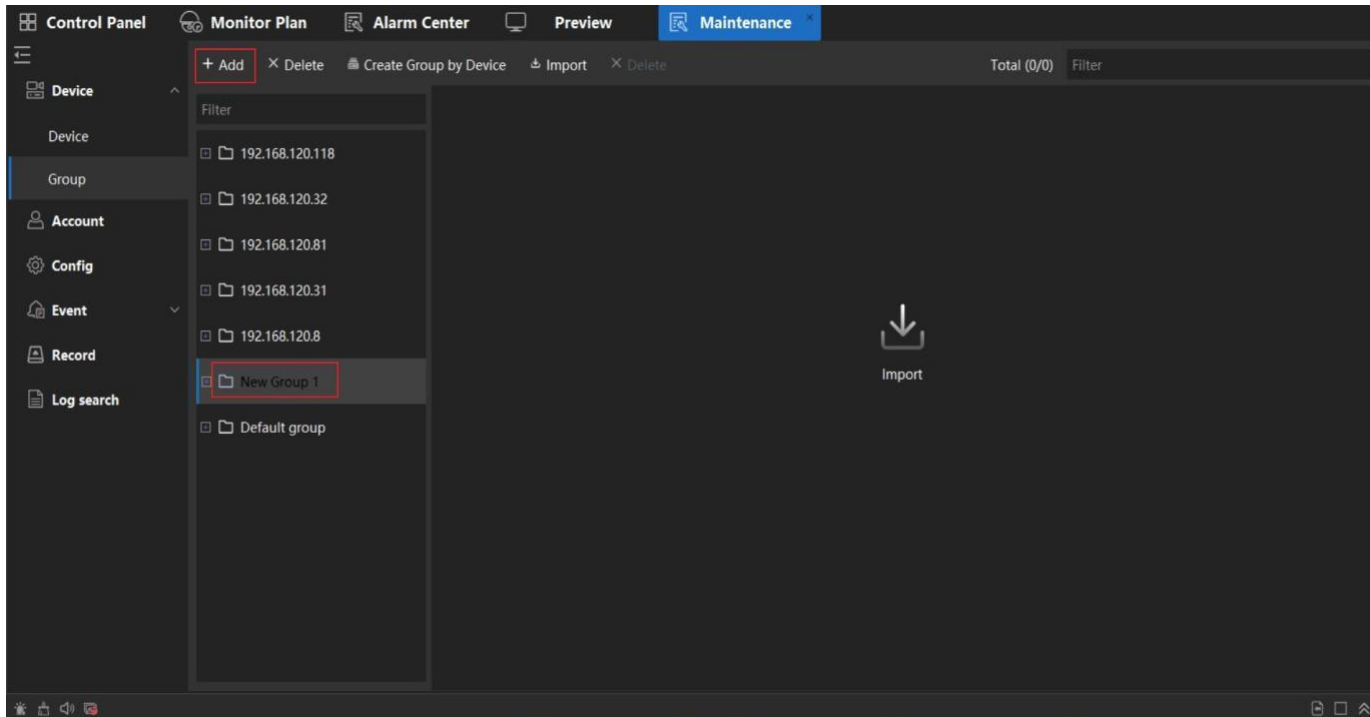 Control Panel Monitor Plan Alarm Center Preview Maintenance ×
+ Add × Delete Create Group by Device Import × Delete Total (0/0) Filter
Device
Device
Group
Account
Config
Event
Record
Log search
Filter
192.168.120.118
192.168.120.32
192.168.120.81
192.168.120.31
192.168.120.8
New Group 1
Default group
Import